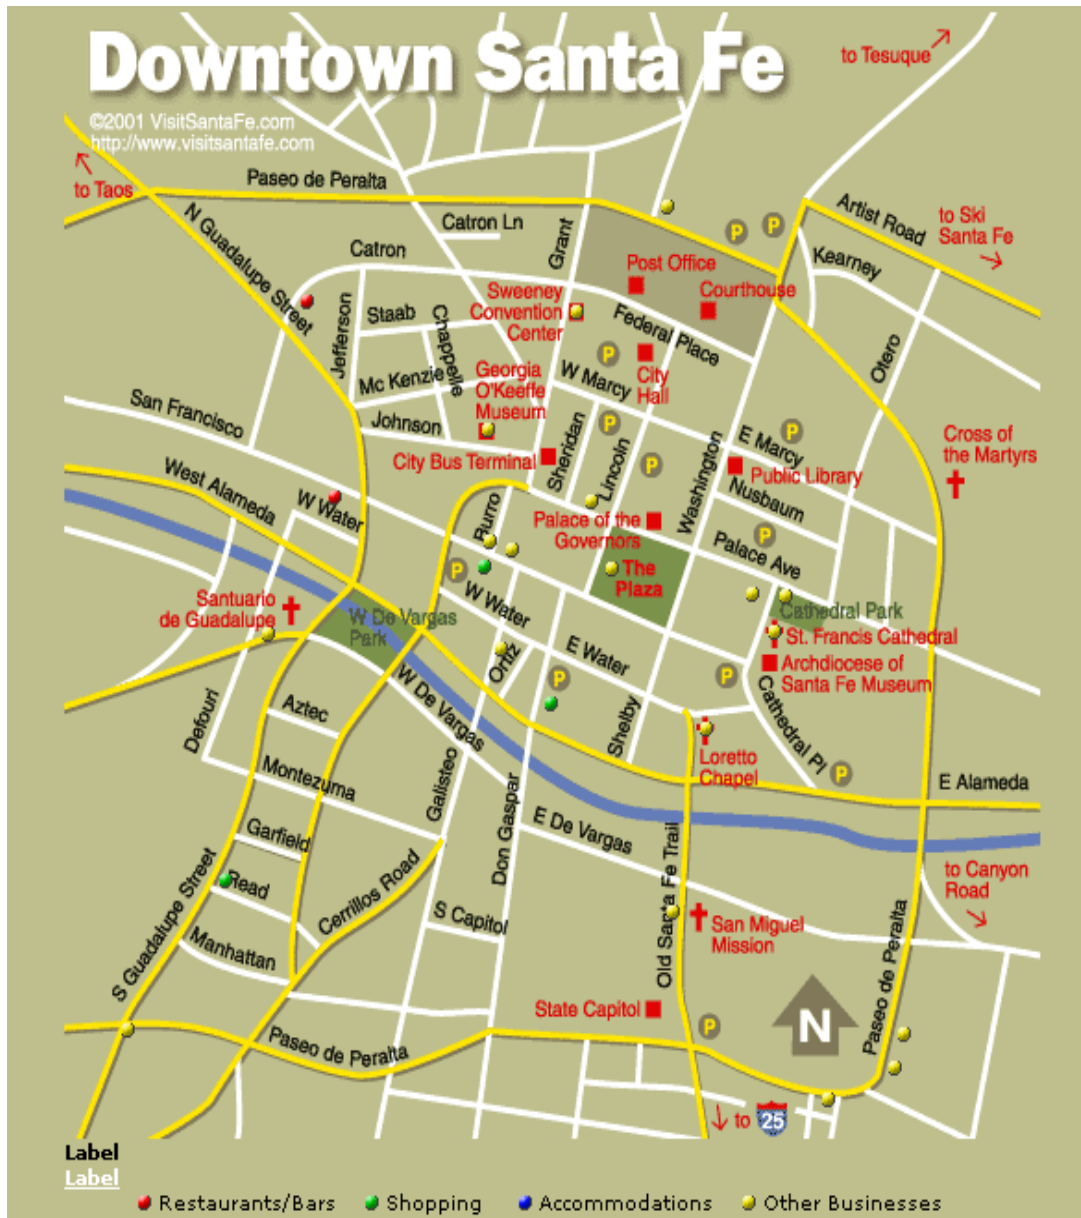 Downtown Santa Fe
to Tesuque
©2001 VisitSantaFe.com
http://www.visitsantafe.com
to Taos
Paseo de Peralta
Artist Road
to Ski
Santa Fe
N Guadalupe Street
Catron Ln
Grant
Catron
Kearney
Post Office
Courthouse
Sweeney
Convention
Center
Federal Place
Jefferson
Staab
Chappelle
Otero
P
P
P
City
Hall
Mc Kenzie
Georgia
O'Keeffe
Museum
W Marcy
San Francisco
Johnson
Sheridan
P
Lincoln
Washington
P
E Marcy
Cross of
the Martyrs
City Bus Terminal
P
Public Library
West Alameda
W Water
Nusbaum
Burro
Palace of the
Governors
P
Palace Ave
P
The
Plaza
Santuario
de Guadalupe
W De Vargas
Park
W Water
Cathedral Park
St. Francis Cathedral
E Water
Ortiz
P
P
Archdiocese of
Santa Fe Museum
W De Vargas
Defouri
Aztec
Shelby
Cathedral Pl
Loretto
Chapel
P
Montezuma
Galisteo
E Alameda
Garfield
Don Gaspar
E De Vargas
Old Santa Fe Trail
to Canyon
Road
Read
Cerrillos Road
S Capitol
S Guadalupe Street
Manhattan
San Miguel
Mission
Paseo de Peralta
State Capitol
P
N
Paseo de Peralta
to 25
Label
Label
Restaurants/Bars
Shopping
Accommodations
Other Businesses